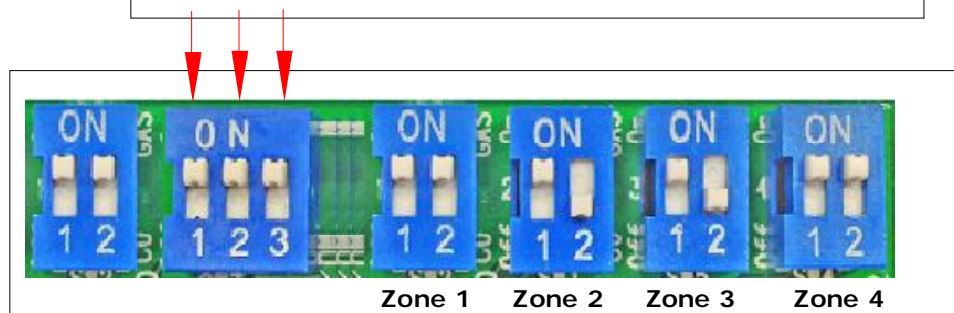 ON ON ON ON ON ON
1 2 1 2 3 1 2 1 2 1 2 1 2
Zone 1 Zone 2 Zone 3 Zone 4